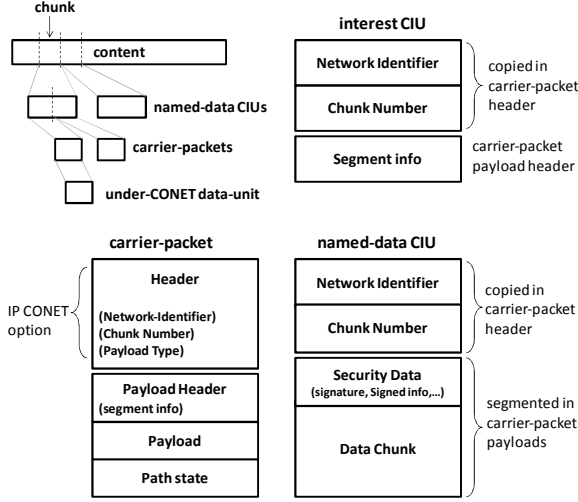 chunk
content
named-data CIUs
carrier-packets
under-CONET data-unit
interest CIU
Network Identifier
Chunk Number
copied in
carrier-packet
header
Segment info
carrier-packet
payload header
carrier-packet
IP CONET
option
Header
(Network-Identifier)
(Chunk Number)
(Payload Type)
Payload Header
(segment info)
Payload
Path state
named-data CIU
Network Identifier
Chunk Number
copied in
carrier-packet
header
Security Data
(signature, Signed info,...)
Data Chunk
segmented in
carrier-packet
payloads